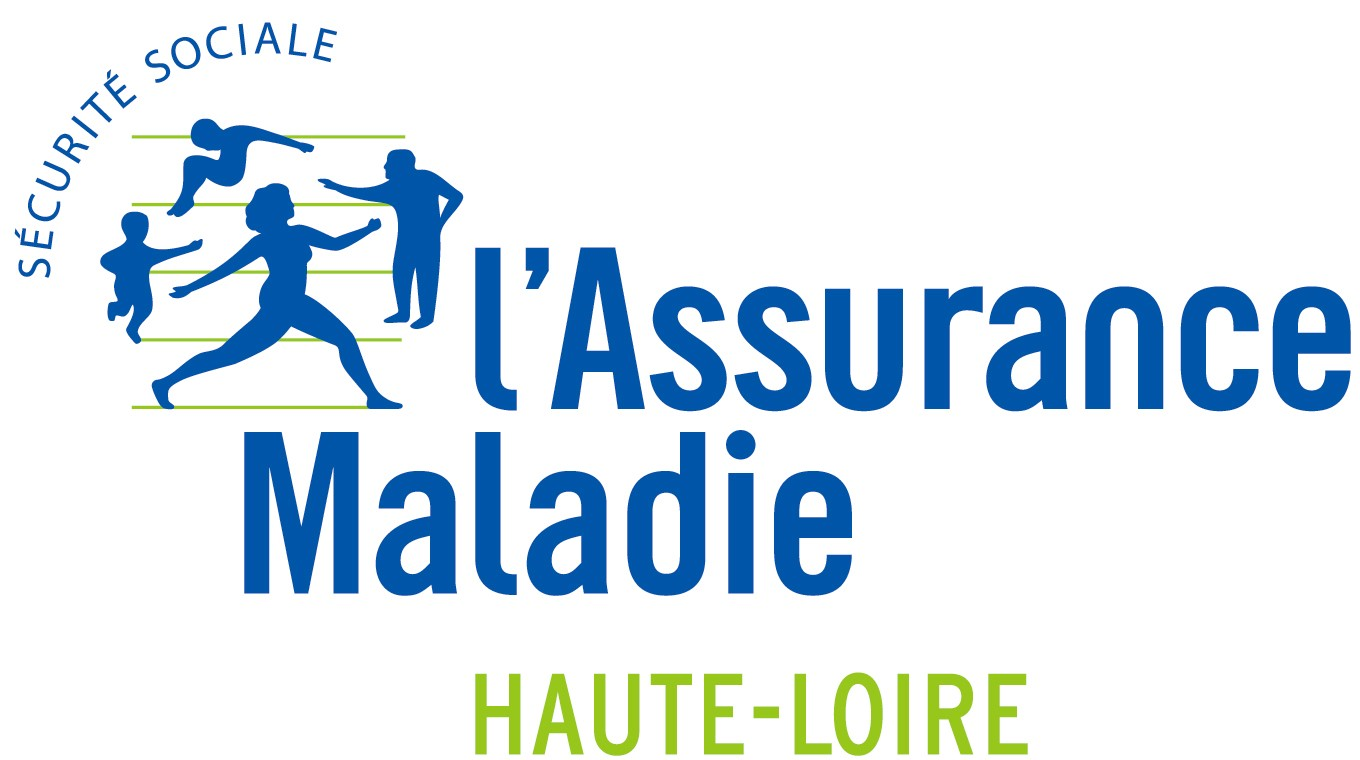 SÉCURITÉ SOCIALE
l’Assurance
Maladie
HAUTE-LOIRE